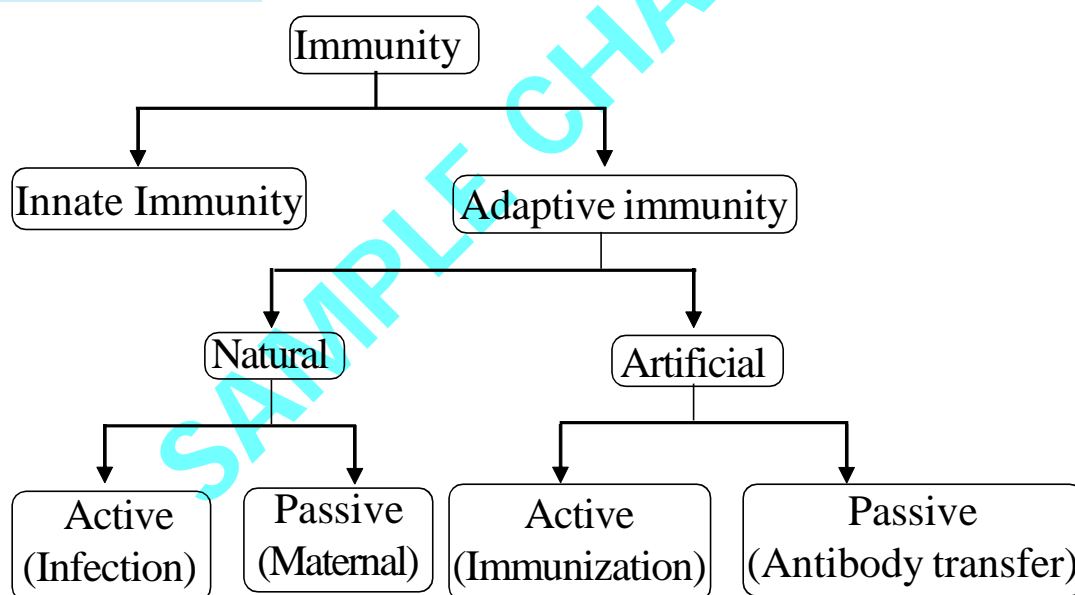 Immunity
Innate Immunity
Adaptive immunity
Natural
Artificial
Active
(Infection)
Passive
(Maternal)
Active
(Immunization)
Passive
(Antibody transfer)
SAMPLE CHA